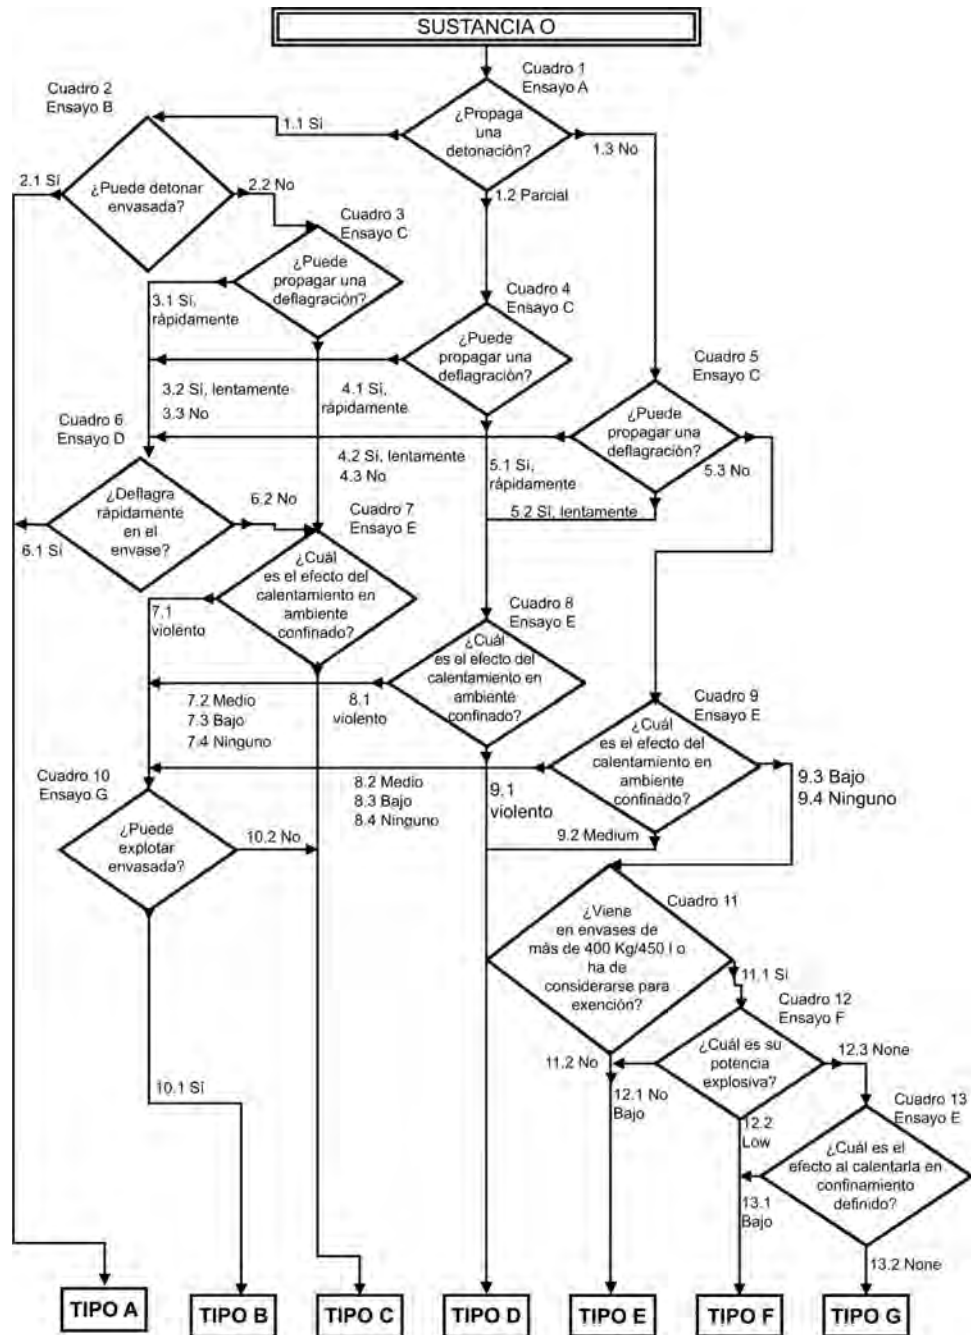 SUSTANCIA O
Cuadro 1
Ensayo A
¿Propaga
una
detonación?
1.1 Sí
1.2 Parcial
1.3 No
Cuadro 2
Ensayo B
¿Puede detonar
envasada?
2.1 Sí
2.2 No
Cuadro 3
Ensayo C
¿Puede
propagar una
deflagración?
3.1 Sí,
rápidamente
3.2 Sí, lentamente
3.3 No
Cuadro 4
Ensayo C
¿Puede
propagar una
deflagración?
4.1 Sí,
rápidamente
4.2 Sí, lentamente
4.3 No
Cuadro 5
Ensayo C
¿Puede
propagar una
deflagración?
5.1 Sí,
rápidamente
5.2 Sí, lentamente
5.3 No
Cuadro 6
Ensayo D
¿Deflagra
rápidamente
en el
envase?
6.1 Sí
6.2 No
Cuadro 7
Ensayo E
¿Cuál
es el efecto del
calentamiento en
ambiente
confinado?
7.1
violento
7.2 Medio
7.3 Bajo
7.4 Ninguno
Cuadro 8
Ensayo E
¿Cuál
es el efecto del
calentamiento en
ambiente
confinado?
8.1
violento
8.2 Medio
8.3 Bajo
8.4 Ninguno
Cuadro 9
Ensayo E
¿Cuál
es el efecto del
calentamiento en
ambiente
confinado?
9.1
violento
9.2 Medium
9.3 Bajo
9.4 Ninguno
Cuadro 10
Ensayo G
¿Puede
explotar
envasada?
10.1 Sí
10.2 No
Cuadro 11
¿Viene
en envases de
más de 400 Kg/450 l o
ha de
considerarse para
exención?
11.1 Sí
11.2 No
Cuadro 12
Ensayo F
¿Cuál es su
potencia
explosiva?
12.1 No
Bajo
12.2
Low
12.3 None
Cuadro 13
Ensayo E
¿Cuál es el
efecto al calentarla en
confinamiento
definido?
13.1
Bajo
13.2 None
TIPO A
TIPO B
TIPO C
TIPO D
TIPO E
TIPO F
TIPO G